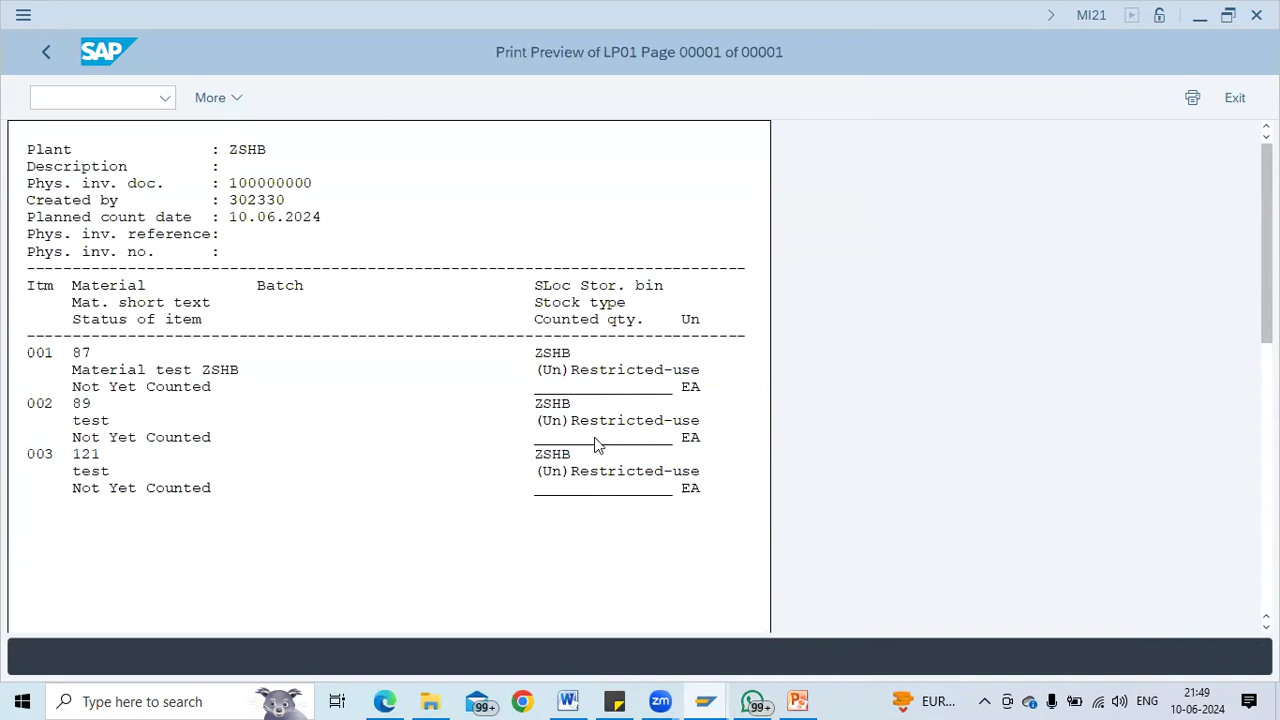 MI21
SAP
Print Preview of LP01 Page 00001 of 00001
More
Exit
Plant : ZSHB
Description :
Phys. inv. doc. : 100000000
Created by : 302330
Planned count date : 10.06.2024
Phys. inv. reference:
Phys. inv. no. :
Itm Material Batch SLoc Stor. bin
Mat. short text Stock type
Status of item Counted qty. Un
001 87 ZSHB
Material test ZSHB (Un)Restricted-use
Not Yet Counted EA
002 89 ZSHB
test (Un)Restricted-use
Not Yet Counted EA
003 121 ZSHB
test (Un)Restricted-use
Not Yet Counted EA
Type here to search
99+
99+
EUR...
ENG
21:49
10-06-2024